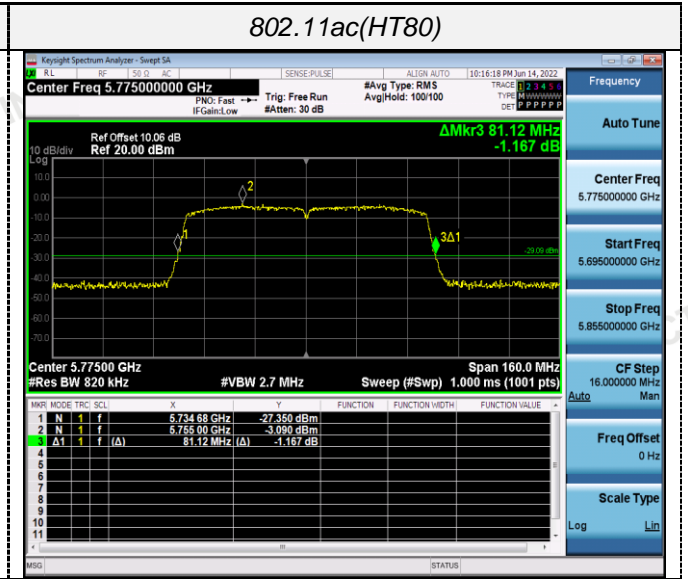 802.11ac(HT80)
Keysight Spectrum Analyzer - Swept SA
RL RF 50 Ω AC SENSE:PULSE ALIGN AUTO 10:16:18 PM Jun 14, 2022
Center Freq 5.775000000 GHz
PNO: Fast
IFGain:Low
Trig: Free Run
#Atten: 30 dB
#Avg Type: RMS
Avg|Hold: 100/100
TRACE 1 2 3 4 5 6
TYPE M W W W W W
DET P P P P P P
Ref Offset 10.06 dB
10 dB/div Ref 20.00 dBm
ΔMkr3 81.12 MHz
-1.167 dB
Log
10.0
0.00
-10.0
-20.0
-30.0
-40.0
-50.0
-60.0
-70.0
2
1
3Δ1
-29.09 dBm
Center 5.77500 GHz Span 160.0 MHz
#Res BW 820 kHz #VBW 2.7 MHz Sweep (#Swp) 1.000 ms (1001 pts)
MKR MODE TRC SCL X Y FUNCTION FUNCTION WIDTH FUNCTION VALUE
1 N 1 f 5.734 68 GHz -27.350 dBm
2 N 1 f 5.755 00 GHz -3.090 dBm
3 Δ1 1 f (Δ) 81.12 MHz (Δ) -1.167 dB
4
5
6
7
8
9
10
11
MSG STATUS
Frequency
Auto Tune
Center Freq
5.775000000 GHz
Start Freq
5.695000000 GHz
Stop Freq
5.855000000 GHz
CF Step
16.000000 MHz
Auto Man
Freq Offset
0 Hz
Scale Type
Log Lin